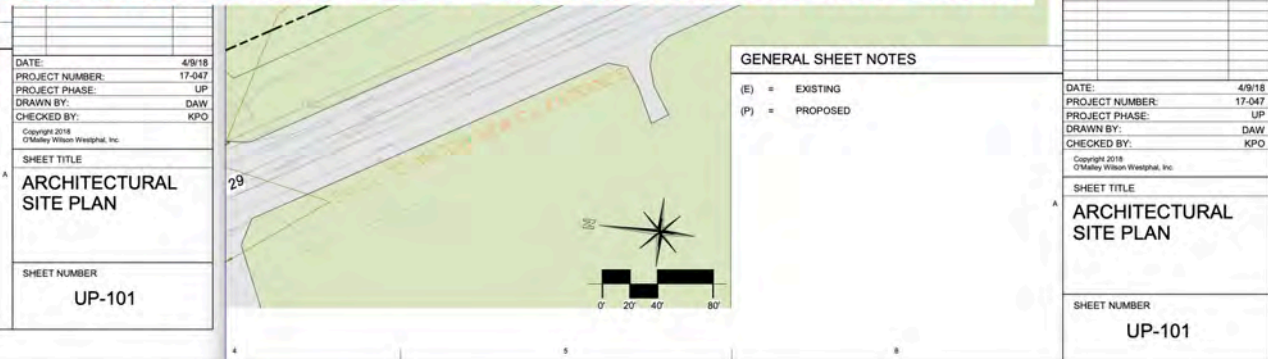 DATE: 4/9/18
PROJECT NUMBER: 17-047
PROJECT PHASE: UP
DRAWN BY: DAW
CHECKED BY: KPO
Copyright 2018
O'Malley Wilson Westphal, Inc.
SHEET TITLE
A
ARCHITECTURAL
SITE PLAN
SHEET NUMBER
UP-101
29
N
0' 20' 40' 80'
4 5 6
GENERAL SHEET NOTES
(E) = EXISTING
(P) = PROPOSED
DATE: 4/9/18
PROJECT NUMBER: 17-047
PROJECT PHASE: UP
DRAWN BY: DAW
CHECKED BY: KPO
Copyright 2018
O'Malley Wilson Westphal, Inc.
SHEET TITLE
A
ARCHITECTURAL
SITE PLAN
SHEET NUMBER
UP-101